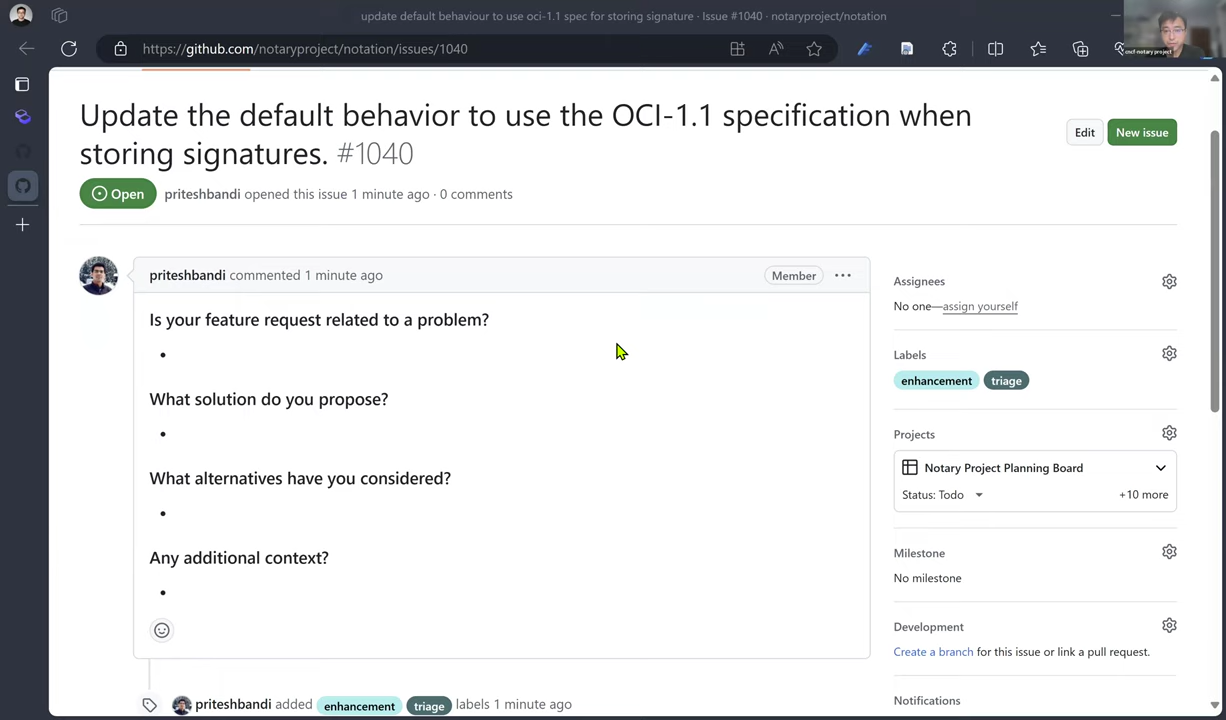 update default behaviour to use oci-1.1 spec for storing signature · Issue #1040 · notaryproject/notation
https://github.com/notaryproject/notation/issues/1040
cncf-notary project
Update the default behavior to use the OCI-1.1 specification when
storing signatures. #1040
Edit
New issue
Open
priteshbandi opened this issue 1 minute ago · 0 comments
priteshbandi commented 1 minute ago
Member
Is your feature request related to a problem?
What solution do you propose?
What alternatives have you considered?
Any additional context?
priteshbandi added enhancement triage labels 1 minute ago
Assignees
No one—assign yourself
Labels
enhancement triage
Projects
Notary Project Planning Board
Status: Todo
+10 more
Milestone
No milestone
Development
Create a branch for this issue or link a pull request.
Notifications